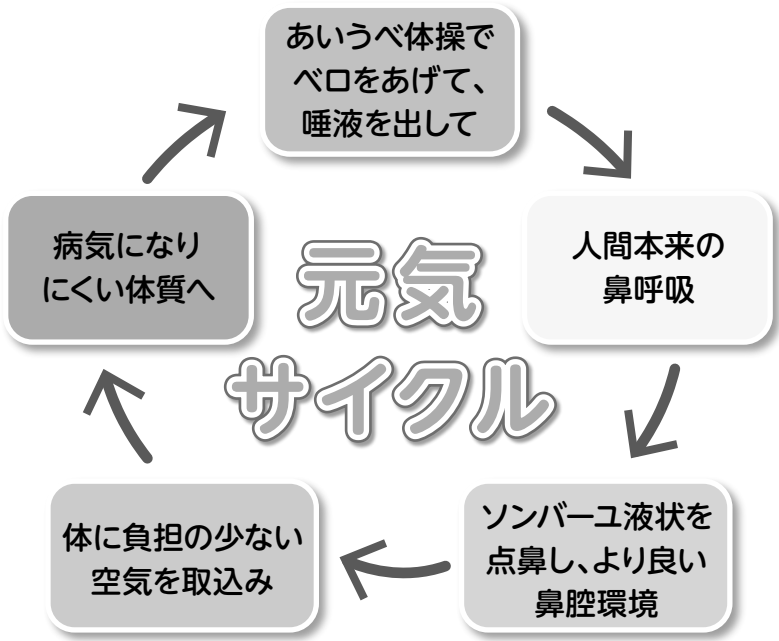 あいうべ体操で
ベロをあげて、
唾液を出して
人間本来の
鼻呼吸
ソンバーユ液状を
点鼻し、より良い
鼻腔環境
体に負担の少ない
空気を取込み
病気になり
にくい体質へ
元気
サイクル